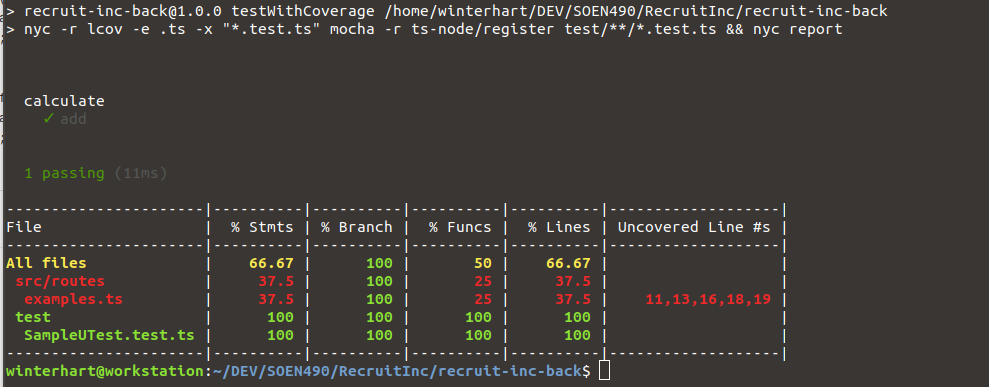 > recruit-inc-back@1.0.0 testWithCoverage /home/winterhart/DEV/SOEN490/RecruitInc/recruit-inc-back
> nyc -r lcov -e .ts -x "*.test.ts" mocha -r ts-node/register test/**/*.test.ts && nyc report
calculate
✓ add
1 passing (11ms)
----------------------|----------|----------|----------|----------|-------------------|
File                  |  % Stmts | % Branch |  % Funcs |  % Lines | Uncovered Line #s |
----------------------|----------|----------|----------|----------|-------------------|
All files             |    66.67 |      100 |       50 |    66.67 |                   |
 src/routes           |     37.5 |      100 |       25 |     37.5 |                   |
  examples.ts         |     37.5 |      100 |       25 |     37.5 |    11,13,16,18,19 |
 test                 |      100 |      100 |      100 |      100 |                   |
  SampleUTest.test.ts |      100 |      100 |      100 |      100 |                   |
----------------------|----------|----------|----------|----------|-------------------|
winterhart@workstation:~/DEV/SOEN490/RecruitInc/recruit-inc-back$